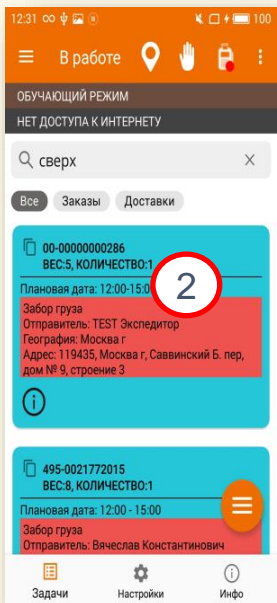 12:31 100
В работе
ОБУЧАЮЩИЙ РЕЖИМ
НЕТ ДОСТУПА К ИНТЕРНЕТУ
сверх
Все Заказы Доставки
00-00000000286
ВЕС:5, КОЛИЧЕСТВО:1
Плановая дата: 12:00-15:0
2
Забор груза
Отправитель: TEST Экспедитор
География: Москва г
Адрес: 119435, Москва г, Саввинский Б. пер,
дом № 9, строение 3
495-0021772015
ВЕС:8, КОЛИЧЕСТВО:1
Плановая дата: 12:00 - 15:00
Забор груза
Отправитель: Вячеслав Константинович
Задачи Настройки Инфо